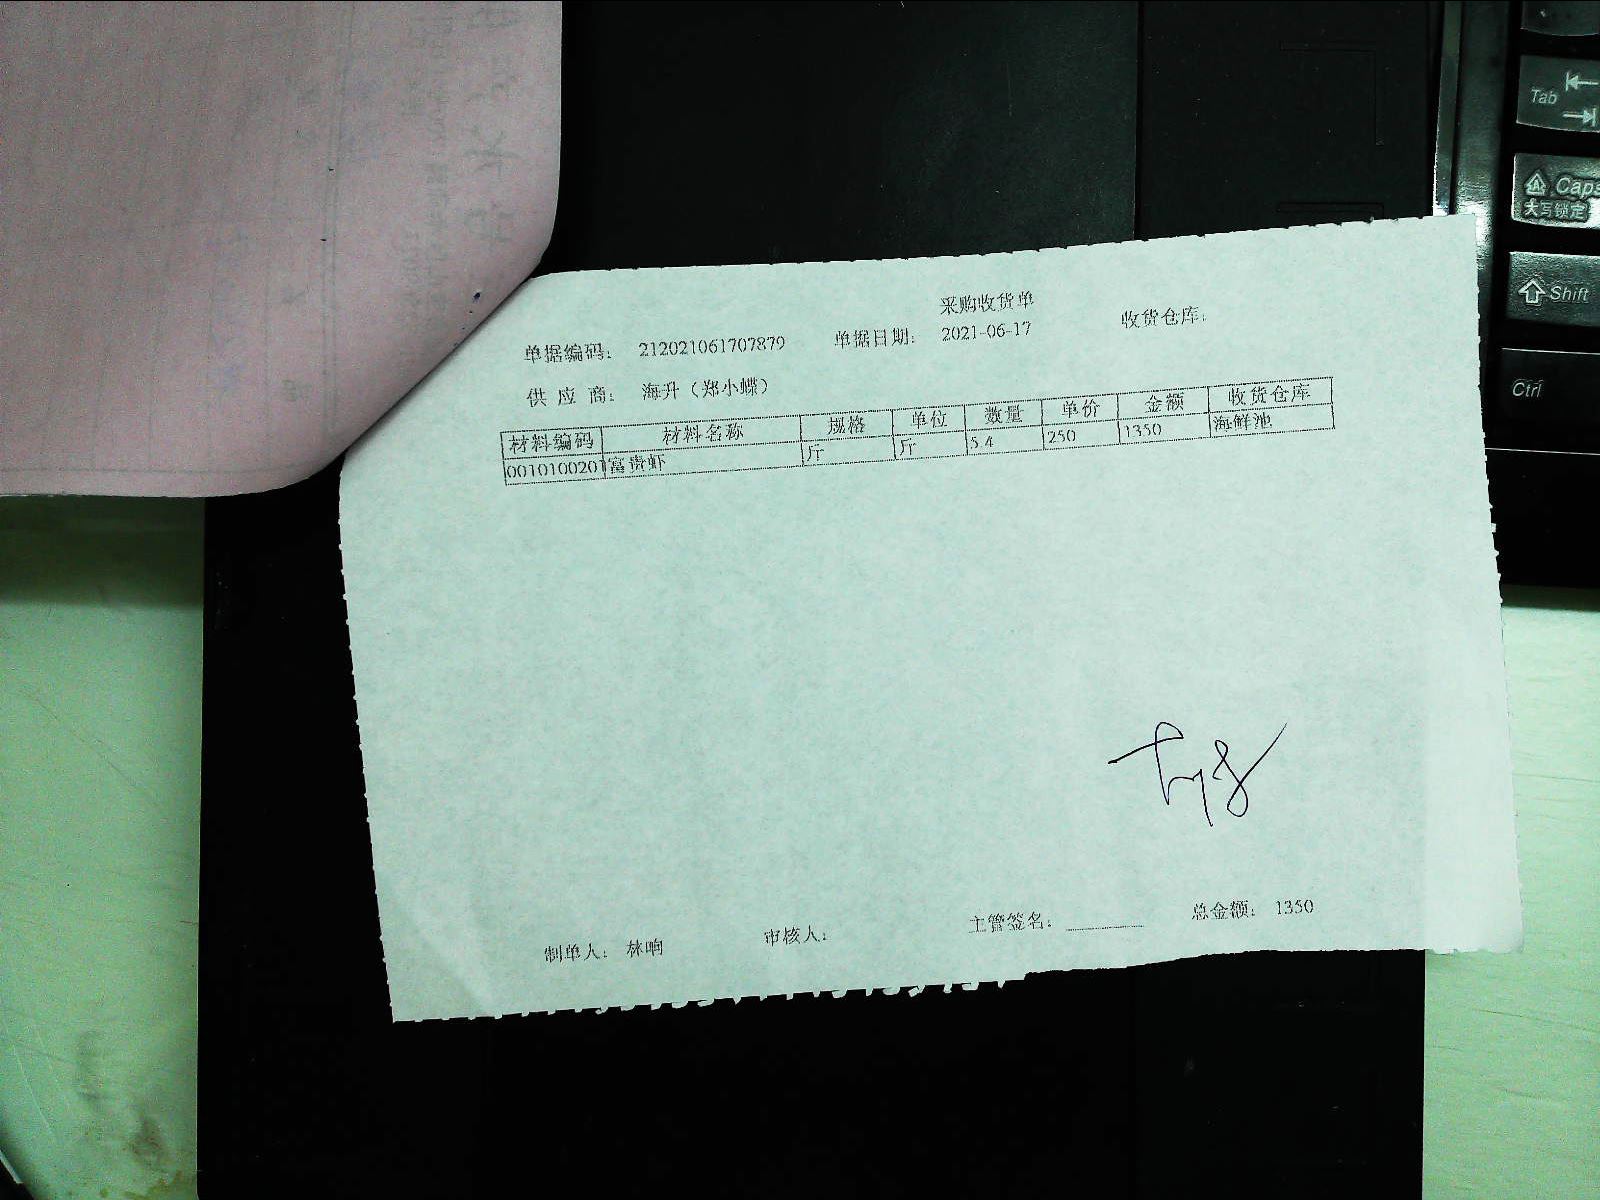 采购收货单
单据编码： 212021061707879 单据日期： 2021-06-17 收货仓库：
供 应 商： 海升（郑小蝶）
材料编码 材料名称 规格 单位 数量 单价 金额 收货仓库
0010100201 富贵虾 斤 斤 5.4 250 1350 海鲜池
制单人： 林响 审核人： 主管签名： 总金额： 1350
Tab
Caps
大写锁定
Shift
Ctrl